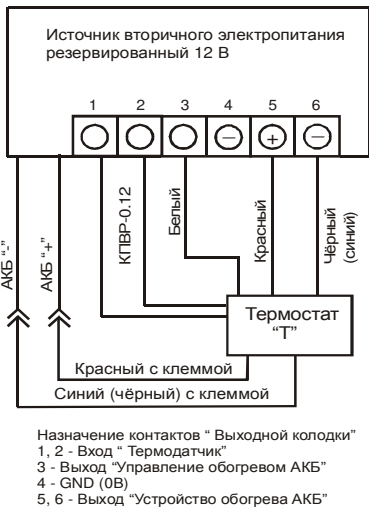 Источник вторичного электропитания
резервированный 12 В
1 2 3 4 5 6
− + −
АКБ “-”
АКБ “+”
КПВР-0.12
Белый
Красный
Чёрный
(синий)
Термостат
“Т”
Красный с клеммой
Синий (чёрный) с клеммой
Назначение контактов “ Выходной колодки”
1, 2 - Вход “ Термодатчик”
3 - Выход “Управление обогревом АКБ”
4 - GND (0В)
5, 6 - Выход “Устройство обогрева АКБ”